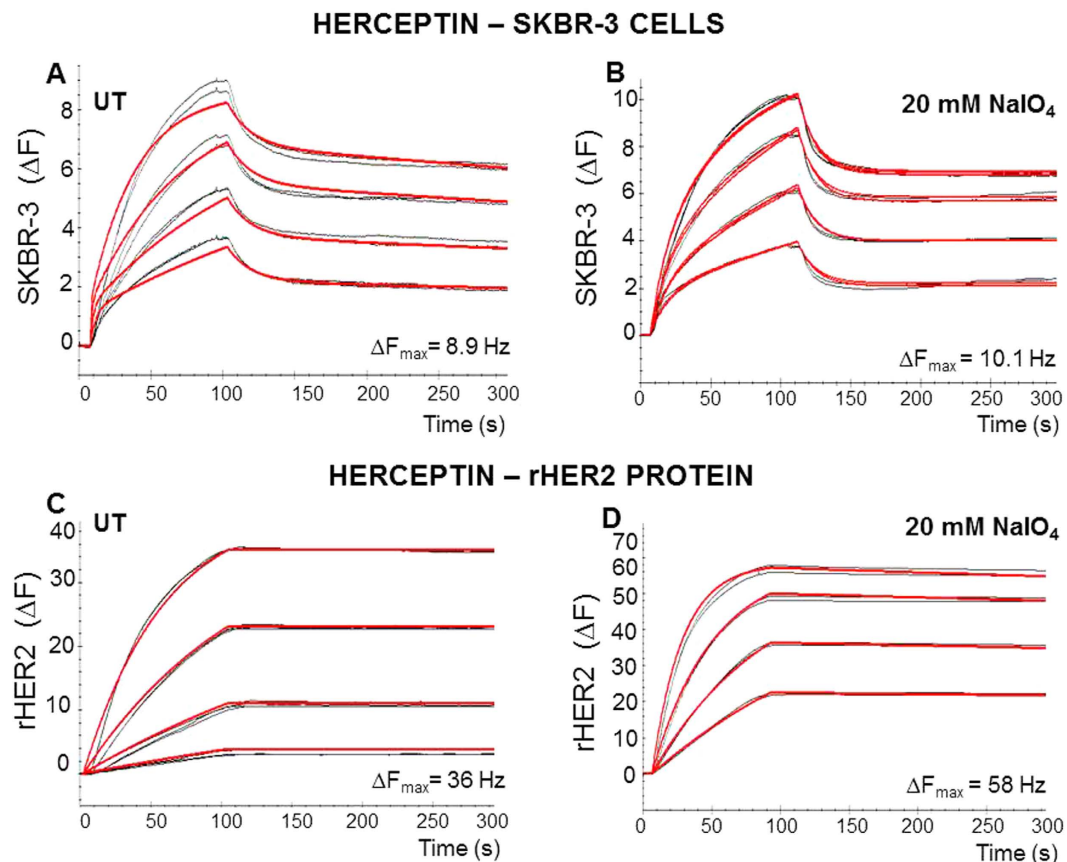 HERCEPTIN – SKBR-3 CELLS
A
UT
SKBR-3 (ΔF)
8
6
4
2
0
ΔFmax= 8.9 Hz
0 50 100 150 200 250 300
Time (s)
B
20 mM NaIO4
SKBR-3 (ΔF)
10
8
6
4
2
0
ΔFmax = 10.1 Hz
0 50 100 150 200 250 300
Time (s)
HERCEPTIN – rHER2 PROTEIN
C
UT
rHER2 (ΔF)
40
30
20
10
0
ΔFmax= 36 Hz
0 50 100 150 200 250 300
Time (s)
D
20 mM NaIO4
rHER2 (ΔF)
70
60
50
40
30
20
10
0
ΔFmax = 58 Hz
0 50 100 150 200 250 300
Time (s)